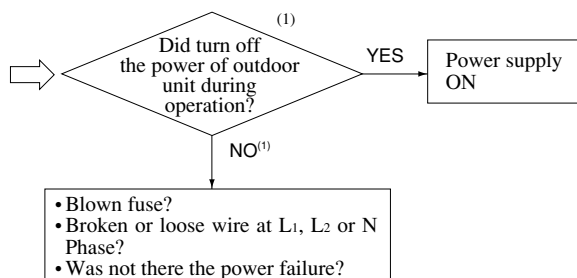 (1)
Did turn off
the power of outdoor
unit during
operation?
YES
Power supply
ON
NO(1)
• Blown fuse?
• Broken or loose wire at L1, L2 or N
Phase?
• Was not there the power failure?